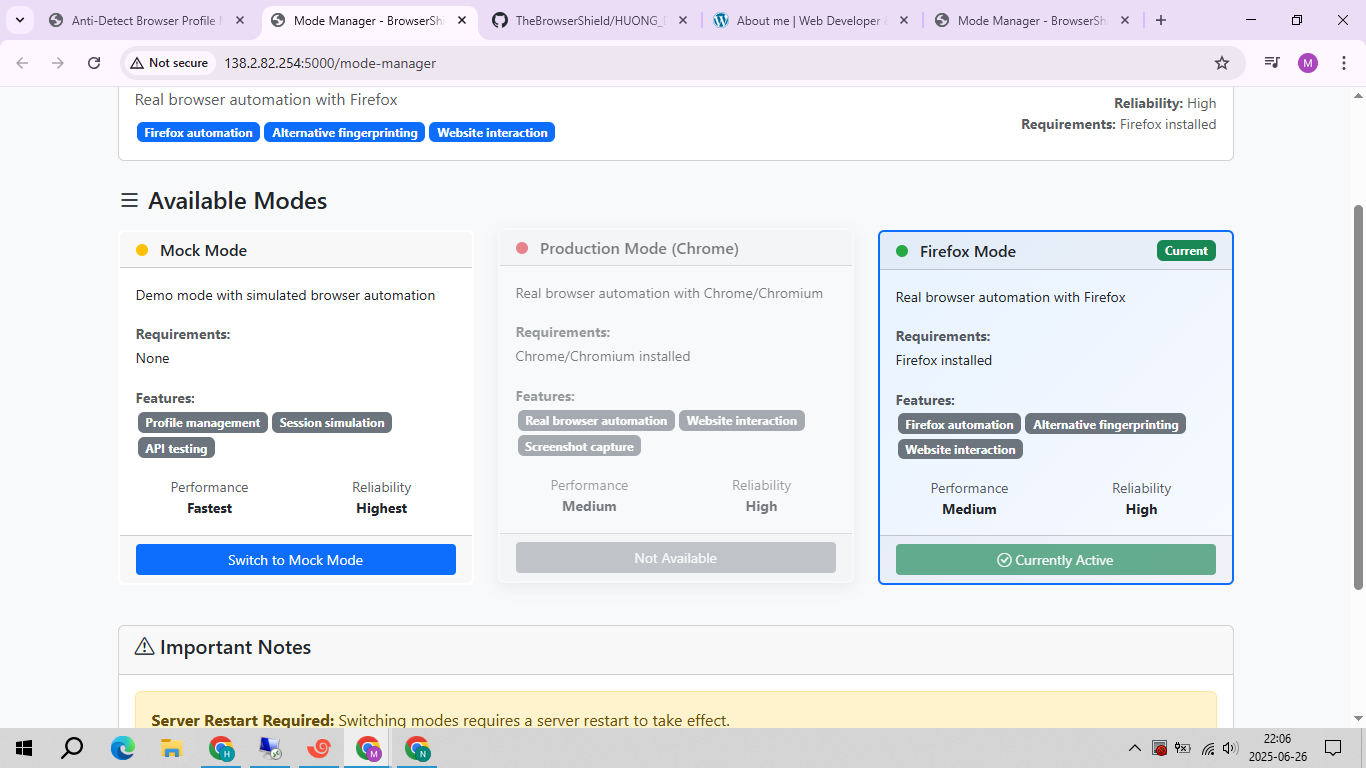 Anti-Detect Browser Profile M
Mode Manager - BrowserShi
TheBrowserShield/HUONG_D
About me | Web Developer &
Mode Manager - BrowserShi
Not secure
138.2.82.254:5000/mode-manager
M
Real browser automation with Firefox
Reliability: High
Requirements: Firefox installed
Firefox automation
Alternative fingerprinting
Website interaction
Available Modes
Mock Mode
Demo mode with simulated browser automation
Requirements:
None
Features:
Profile management
Session simulation
API testing
Performance
Reliability
Fastest
Highest
Switch to Mock Mode
Production Mode (Chrome)
Real browser automation with Chrome/Chromium
Requirements:
Chrome/Chromium installed
Features:
Real browser automation
Website interaction
Screenshot capture
Performance
Reliability
Medium
High
Not Available
Firefox Mode
Current
Real browser automation with Firefox
Requirements:
Firefox installed
Features:
Firefox automation
Alternative fingerprinting
Website interaction
Performance
Reliability
Medium
High
Currently Active
Important Notes
Server Restart Required: Switching modes requires a server restart to take effect.
H
M
N
22:06
2025-06-26